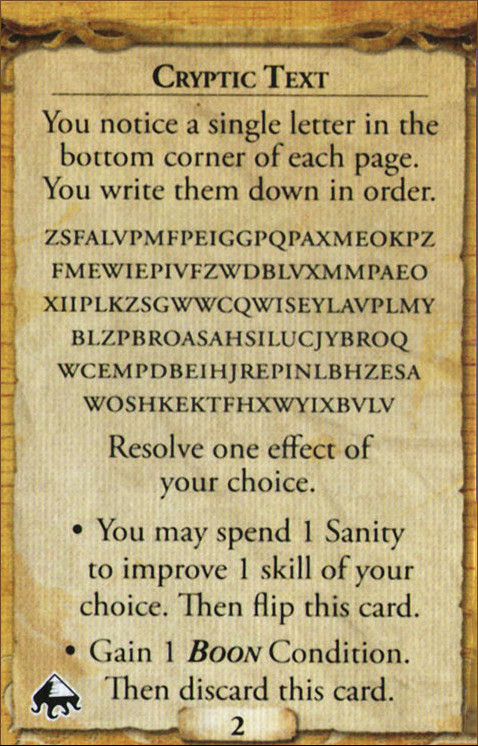 CRYPTIC TEXT
You notice a single letter in the
bottom corner of each page.
You write them down in order.
ZSFALVPMFPEIGGPQPAXMEOKPZ
FMEWIEPIVFZWDBLVXMMPAEO
XIIPLKZSGWWCQWISEYLAVPLMY
BLZPBROASAHSILUCJYBROQ
WCEMPDBEIHJREPINLBHZESA
WOSHKEKTFHXWYIXBVLV
Resolve one effect of
your choice.
• You may spend 1 Sanity
to improve 1 skill of your
choice. Then flip this card.
• Gain 1 BOON Condition.
Then discard this card.
2